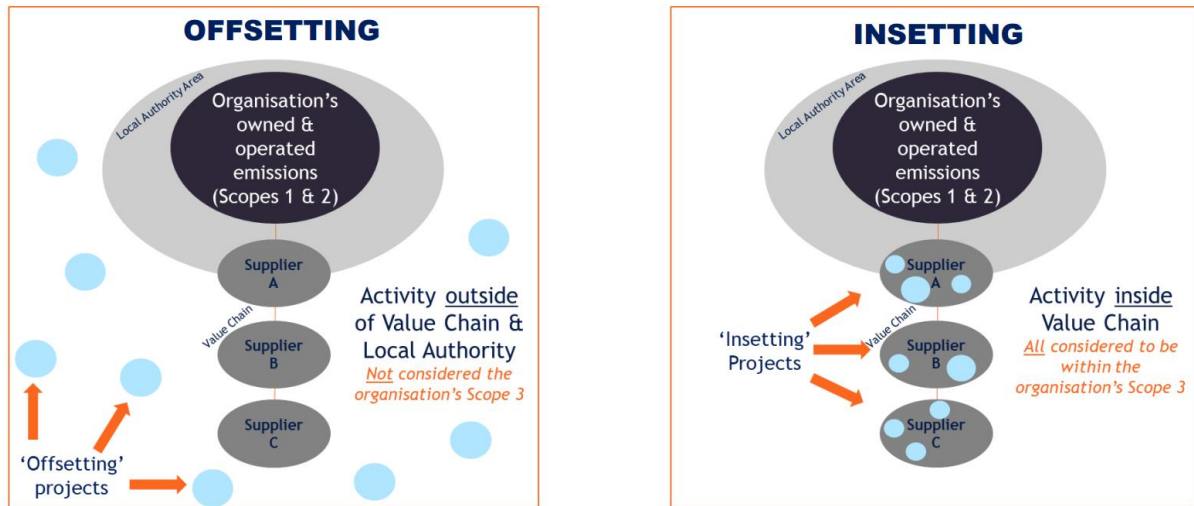 OFFSETTING
Local Authority Area
Organisation's
owned &
operated
emissions
(Scopes 1 & 2)
Supplier
A
Value Chain
Supplier
B
Supplier
C
Activity outside
of Value Chain &
Local Authority
Not considered the
organisation's Scope 3
'Offsetting'
projects
INSETTING
Local Authority Area
Organisation's
owned &
operated
emissions
(Scopes 1 & 2)
Supplier
A
Value Chain
Supplier
B
Supplier
C
'Insetting'
Projects
Activity inside
Value Chain
All considered to be
within the
organisation's Scope 3